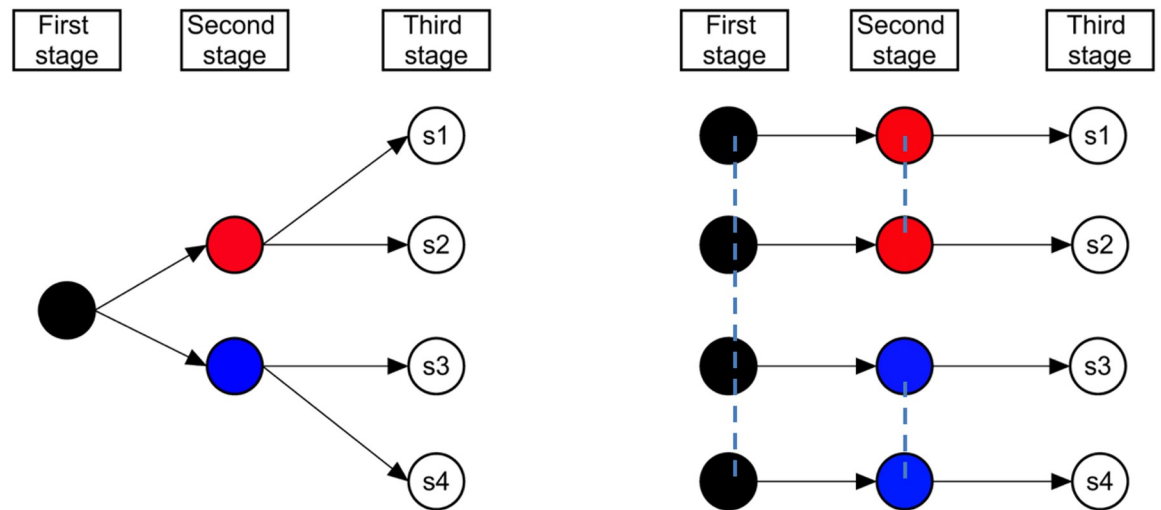 First
stage
Second
stage
Third
stage
First
stage
Second
stage
Third
stage
s1
s1
s2
s2
s3
s3
s4
s4